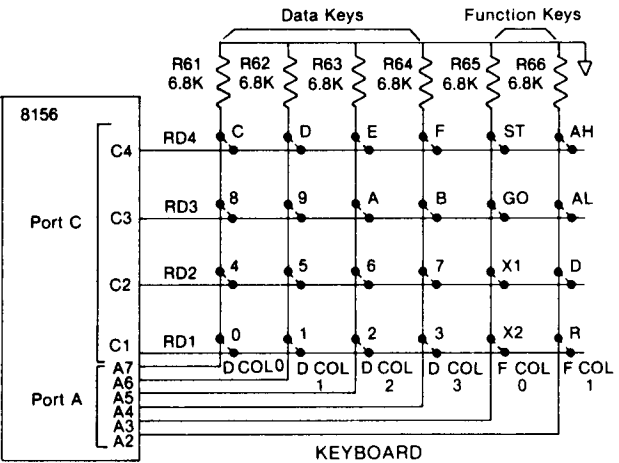 Data Keys Function Keys
R61 R62 R63 R64 R65 R66
6.8K 6.8K 6.8K 6.8K 6.8K 6.8K
8156
C D E F ST AH
C4 RD4
8 9 A B GO AL
Port C C3 RD3
4 5 6 7 X1 D
C2 RD2
0 1 2 3 X2 R
C1 RD1
A7 D COL 0 D COL 1 D COL 2 D COL 3 F COL 0 F COL 1
A6
A5
Port A
A4
A3
A2
KEYBOARD